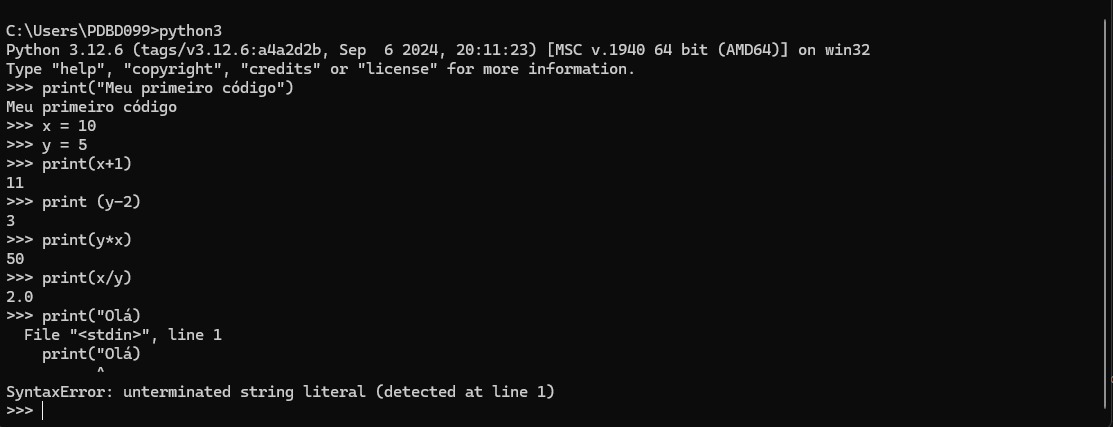 C:\Users\PDBD099>python3
Python 3.12.6 (tags/v3.12.6:a4a2d2b, Sep  6 2024, 20:11:23) [MSC v.1940 64 bit (AMD64)] on win32
Type "help", "copyright", "credits" or "license" for more information.
>>> print("Meu primeiro código")
Meu primeiro código
>>> x = 10
>>> y = 5
>>> print(x+1)
11
>>> print (y-2)
3
>>> print(y*x)
50
>>> print(x/y)
2.0
>>> print("Olá)
  File "<stdin>", line 1
    print("Olá)
          ^
SyntaxError: unterminated string literal (detected at line 1)
>>>